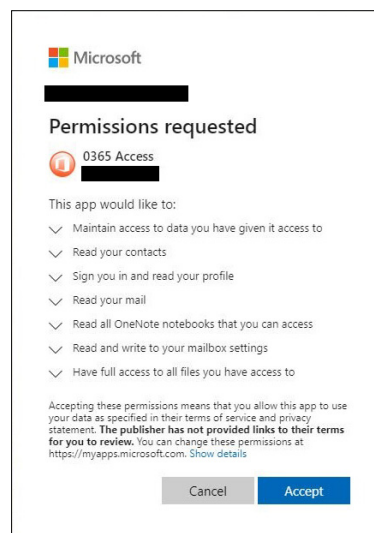 Microsoft
Permissions requested
0365 Access
This app would like to:
Maintain access to data you have given it access to
Read your contacts
Sign you in and read your profile
Read your mail
Read all OneNote notebooks that you can access
Read and write to your mailbox settings
Have full access to all files you have access to
Accepting these permissions means that you allow this app to use
your data as specified in their terms of service and privacy
statement. The publisher has not provided links to their terms
for you to review. You can change these permissions at
https://myapps.microsoft.com. Show details
Cancel Accept